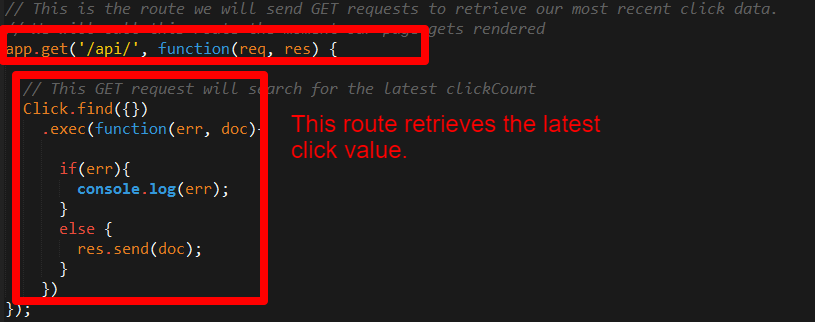 // This is the route we will send GET requests to retrieve our most recent click data.
// We will call this route the moment our page gets rendered
app.get('/api/', function(req, res) {
// This GET request will search for the latest clickCount
Click.find({})
.exec(function(err, doc)
if(err){
console.log(err);
}
else {
res.send(doc);
}
})
});
This route retrieves the latest
click value.